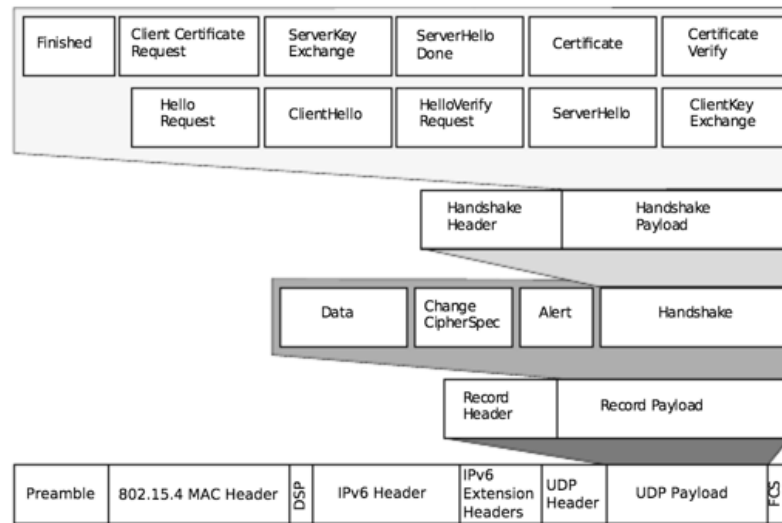 Finished
Client Certificate
Request
ServerKey
Exchange
ServerHello
Done
Certificate
Certificate
Verify
Hello
Request
ClientHello
HelloVerify
Request
ServerHello
ClientKey
Exchange
Handshake
Header
Handshake
Payload
Data
Change
CipherSpec
Alert
Handshake
Record
Header
Record Payload
Preamble
802.15.4 MAC Header
DSP
IPv6 Header
IPv6
Extension
Headers
UDP
Header
UDP Payload
FCS